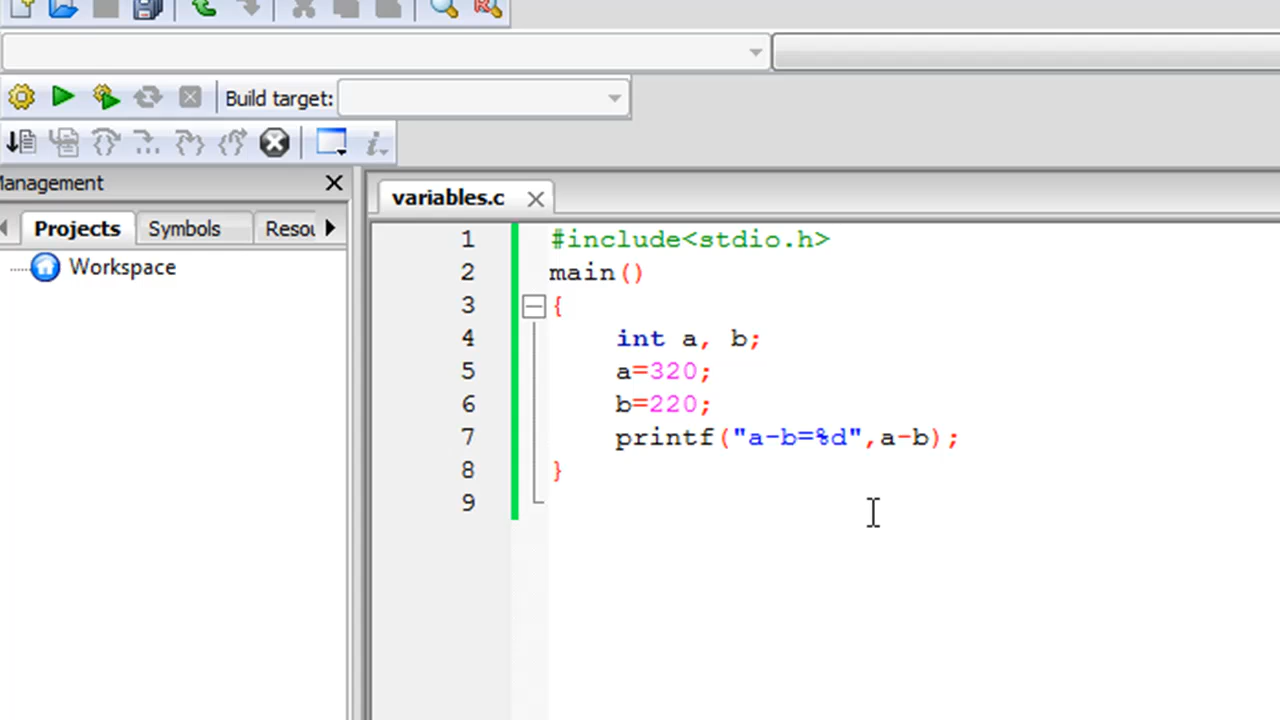 Build target:
Management
Projects Symbols Resou
Workspace
variables.c
1 #include<stdio.h>
2 main()
3 {
4 int a, b;
5 a=320;
6 b=220;
7 printf("a-b=%d",a-b);
8 }
9